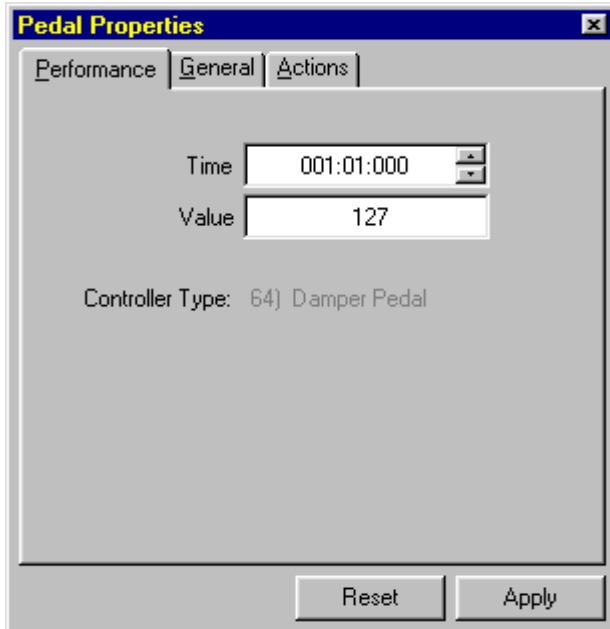 Pedal Properties
Performance General Actions
Time 001:01:000
Value 127
Controller Type: 64) Damper Pedal
Reset Apply